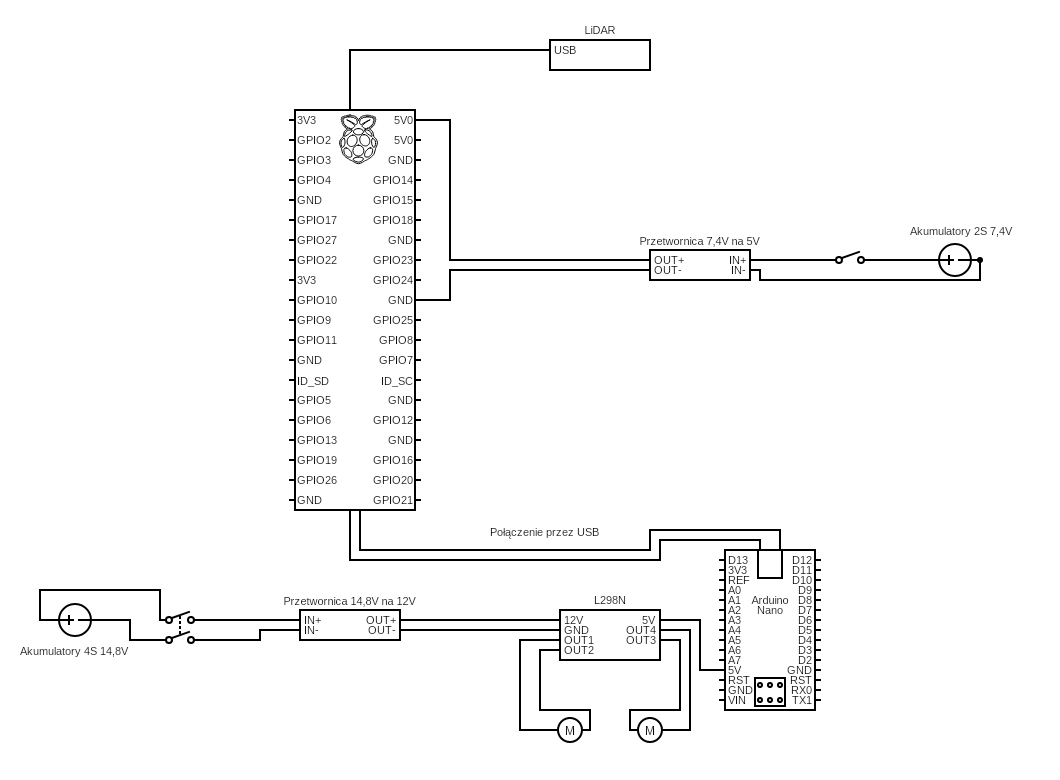 LiDAR
USB
3V3
GPIO2
GPIO3
GPIO4
GND
GPIO17
GPIO27
GPIO22
3V3
GPIO10
GPIO9
GPIO11
GND
ID_SD
GPIO5
GPIO6
GPIO13
GPIO19
GPIO26
GND
5V0
5V0
GND
GPIO14
GPIO15
GPIO18
GND
GPIO23
GPIO24
GND
GPIO25
GPIO8
GPIO7
ID_SC
GND
GPIO12
GND
GPIO16
GPIO20
GPIO21
Przetwornica 7,4V na 5V
OUT+
OUT-
IN+
IN-
Akumulatory 2S 7,4V
Połączenie przez USB
Akumulatory 4S 14,8V
Przetwornica 14,8V na 12V
IN+
IN-
OUT+
OUT-
L298N
12V
GND
OUT1
OUT2
5V
OUT4
OUT3
M
M
D13
3V3
REF
A0
A1
A2
A3
A4
A5
A6
A7
5V
RST
GND
VIN
Arduino
Nano
D12
D11
D10
D9
D8
D7
D6
D5
D4
D3
D2
GND
RST
RX0
TX1